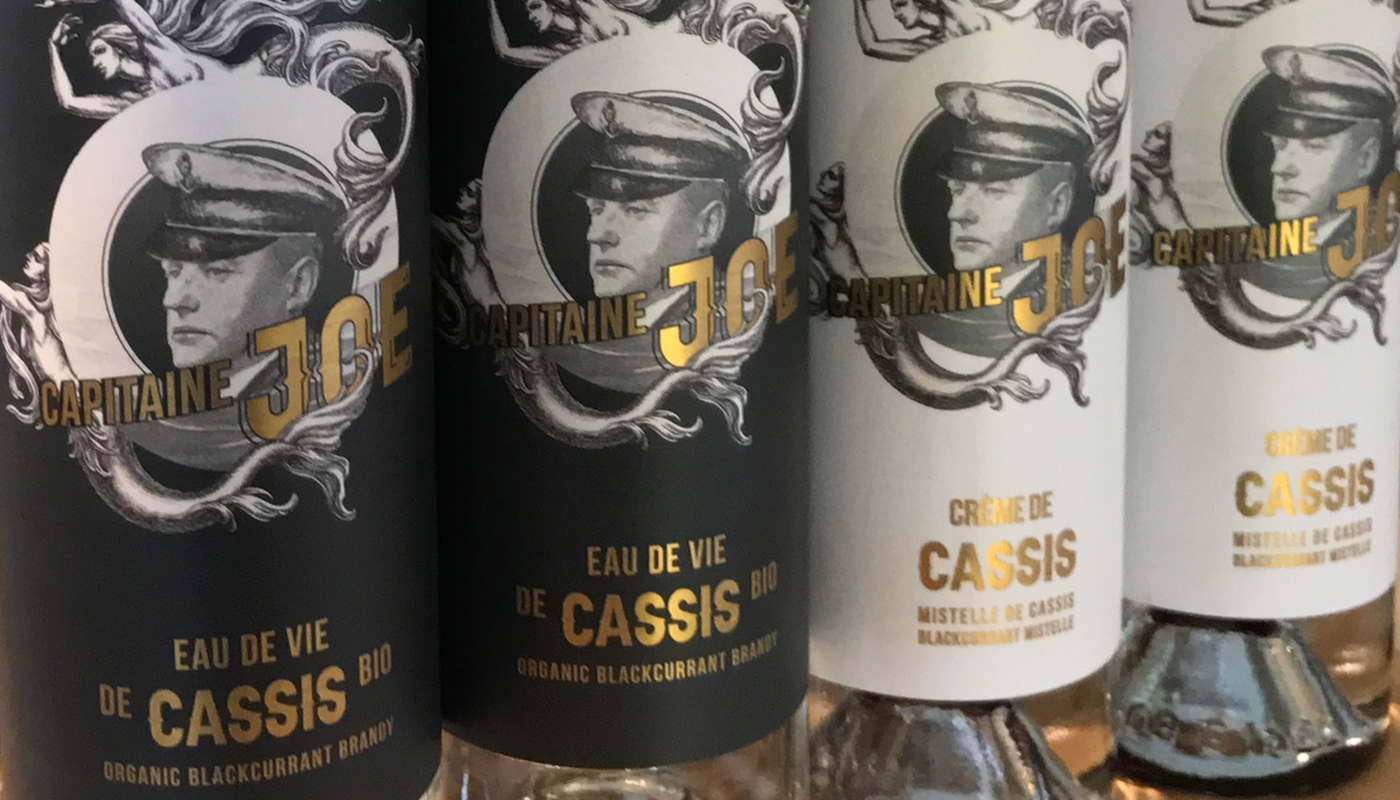 CAPITAINE JOE
EAU DE VIE
DE CASSIS BIO
ORGANIC BLACKCURRANT BRANDY
CAPITAINE JOE
EAU DE VIE
DE CASSIS BIO
ORGANIC BLACKCURRANT BRANDY
CAPITAINE JOE
CRÈME DE
CASSIS
MISTELLE DE CASSIS
BLACKCURRANT MISTELLE
CAPITAINE JO
CRÈME DE
CASSIS
MISTELLE DE CASSIS
BLACKCURRANT MISTELLE